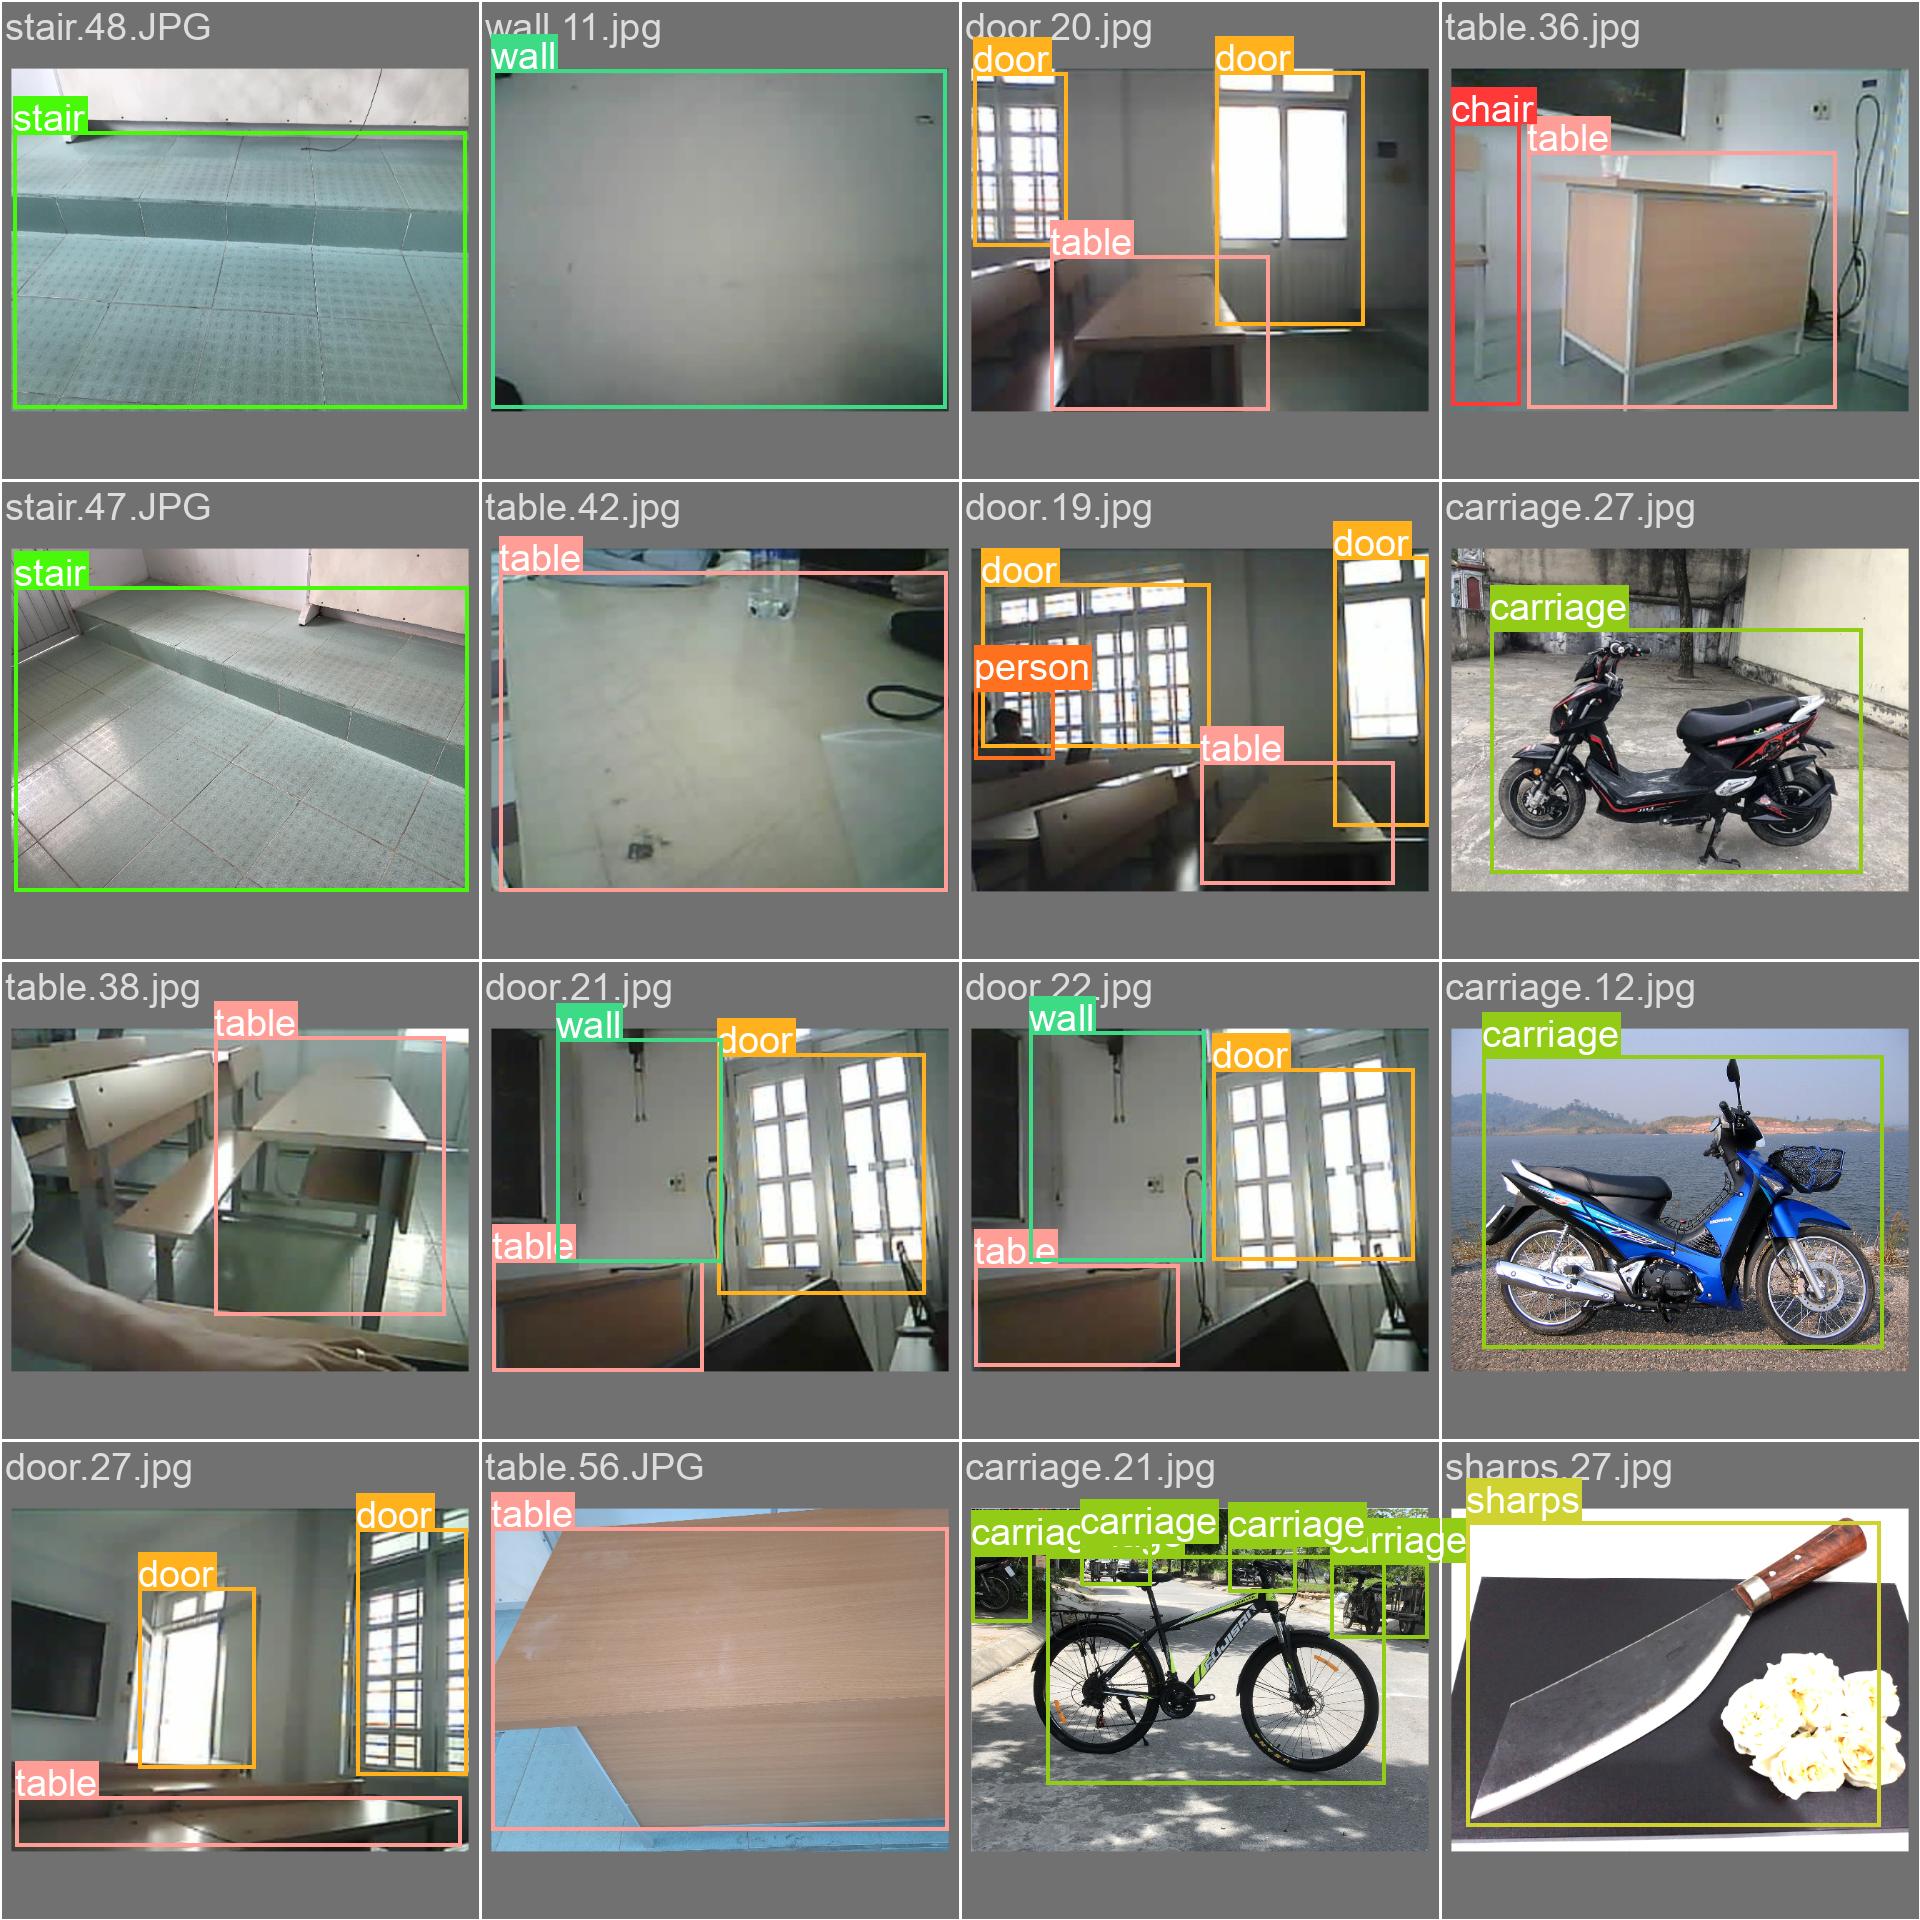 stair.48.JPG
stair
wall.11.jpg
wall
door.20.jpg
door
door
table
table.36.jpg
chair
table
stair.47.JPG
stair
table.42.jpg
table
door.19.jpg
door
door
person
table
carriage.27.jpg
carriage
table.38.jpg
table
door.21.jpg
wall
door
table
door.22.jpg
wall
door
table
carriage.12.jpg
carriage
HONDA
door.27.jpg
door
door
table
table.56.JPG
table
carriage.21.jpg
carriage
carriage
carriage
carriage
FUJISAN
sharps.27.jpg
sharps